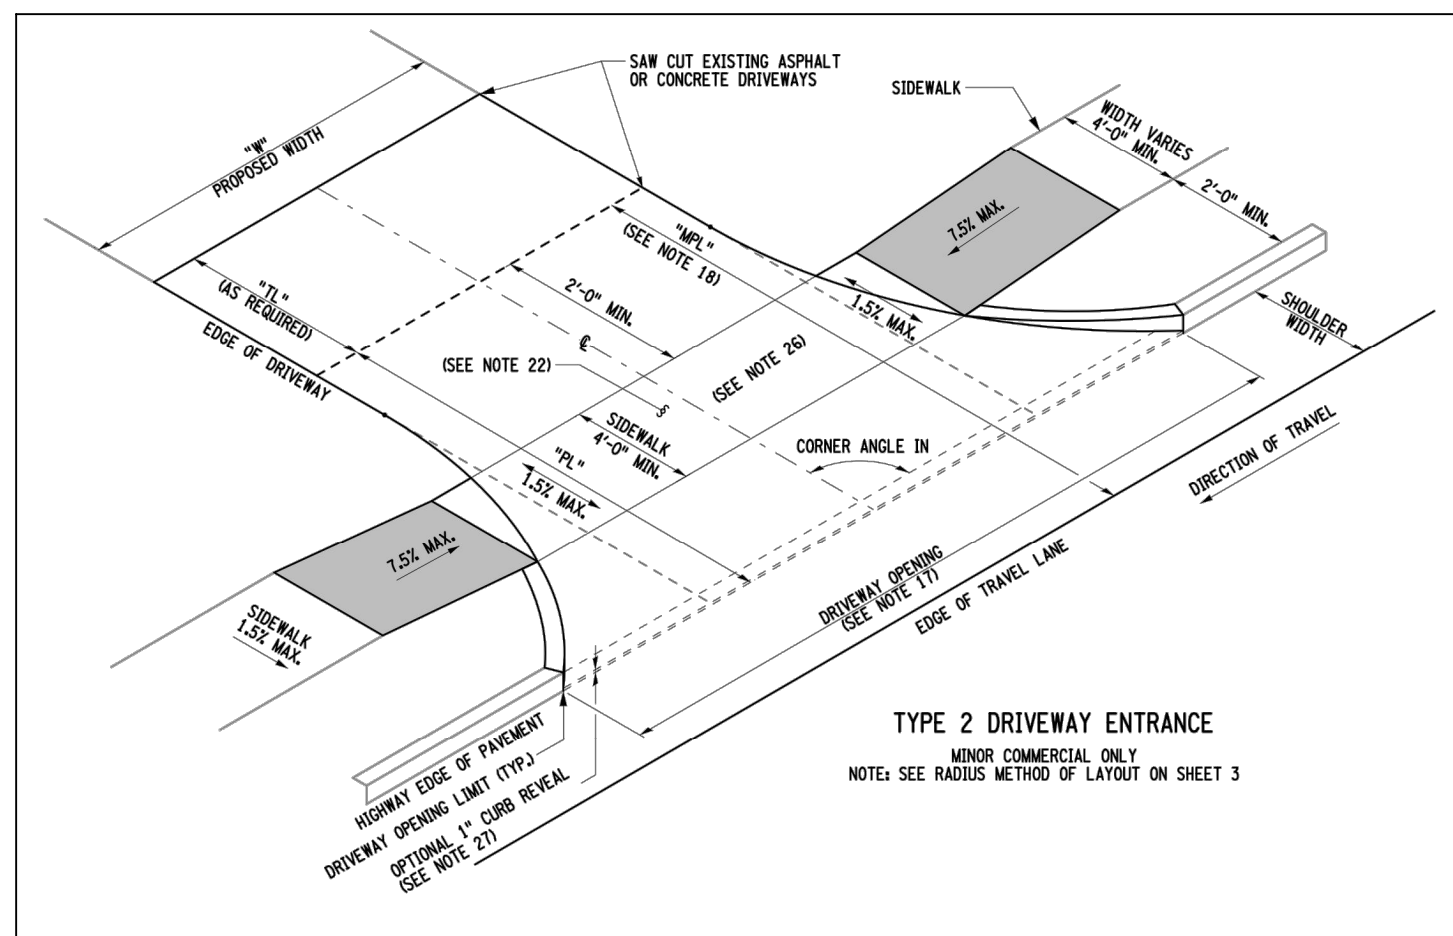 SAW CUT EXISTING ASPHALT
OR CONCRETE DRIVEWAYS
SIDEWALK
WIDTH VARIES
4'-0" MIN.
2'-0" MIN.
"W"
PROPOSED WIDTH
7.5% MAX.
"MPL"
(SEE NOTE 18)
"TL"
(AS REQUIRED)
2'-0" MIN.
1.5% MAX.
SHOULDER
WIDTH
EDGE OF DRIVEWAY
℄
(SEE NOTE 22)
(SEE NOTE 26)
SIDEWALK
4'-0" MIN.
CORNER ANGLE IN
"PL"
1.5% MAX.
DIRECTION OF TRAVEL
7.5% MAX.
DRIVEWAY OPENING
(SEE NOTE 17)
EDGE OF TRAVEL LANE
SIDEWALK
1.5% MAX.
HIGHWAY EDGE OF PAVEMENT
DRIVEWAY OPENING LIMIT (TYP.)
OPTIONAL 1" CURB REVEAL
(SEE NOTE 27)
TYPE 2 DRIVEWAY ENTRANCE
MINOR COMMERCIAL ONLY
NOTE: SEE RADIUS METHOD OF LAYOUT ON SHEET 3